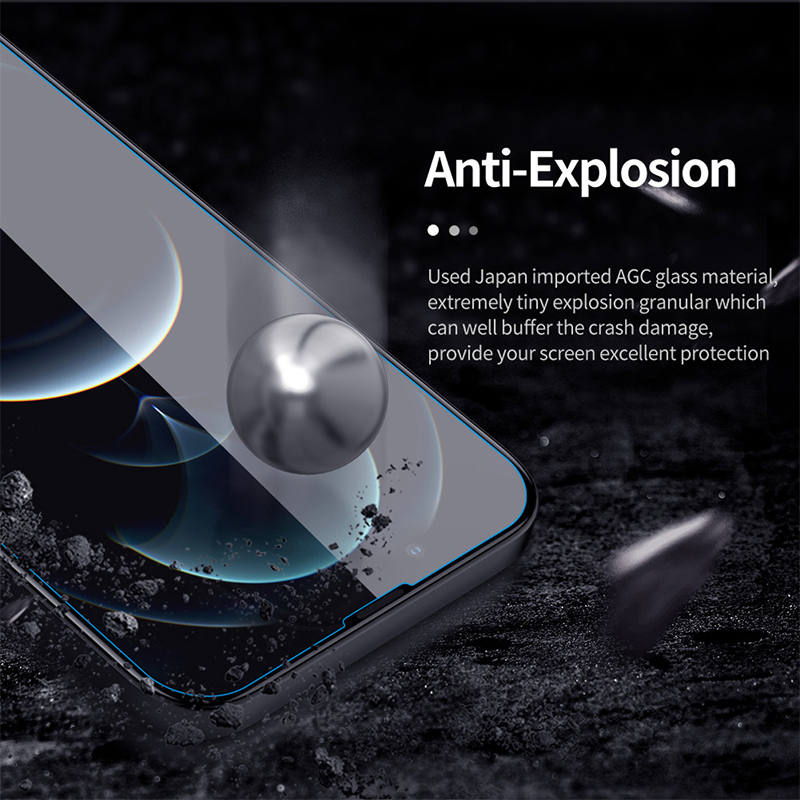 Anti-Explosion
Used Japan imported AGC glass material,
extremely tiny explosion granular which
can well buffer the crash damage,
provide your screen excellent protection